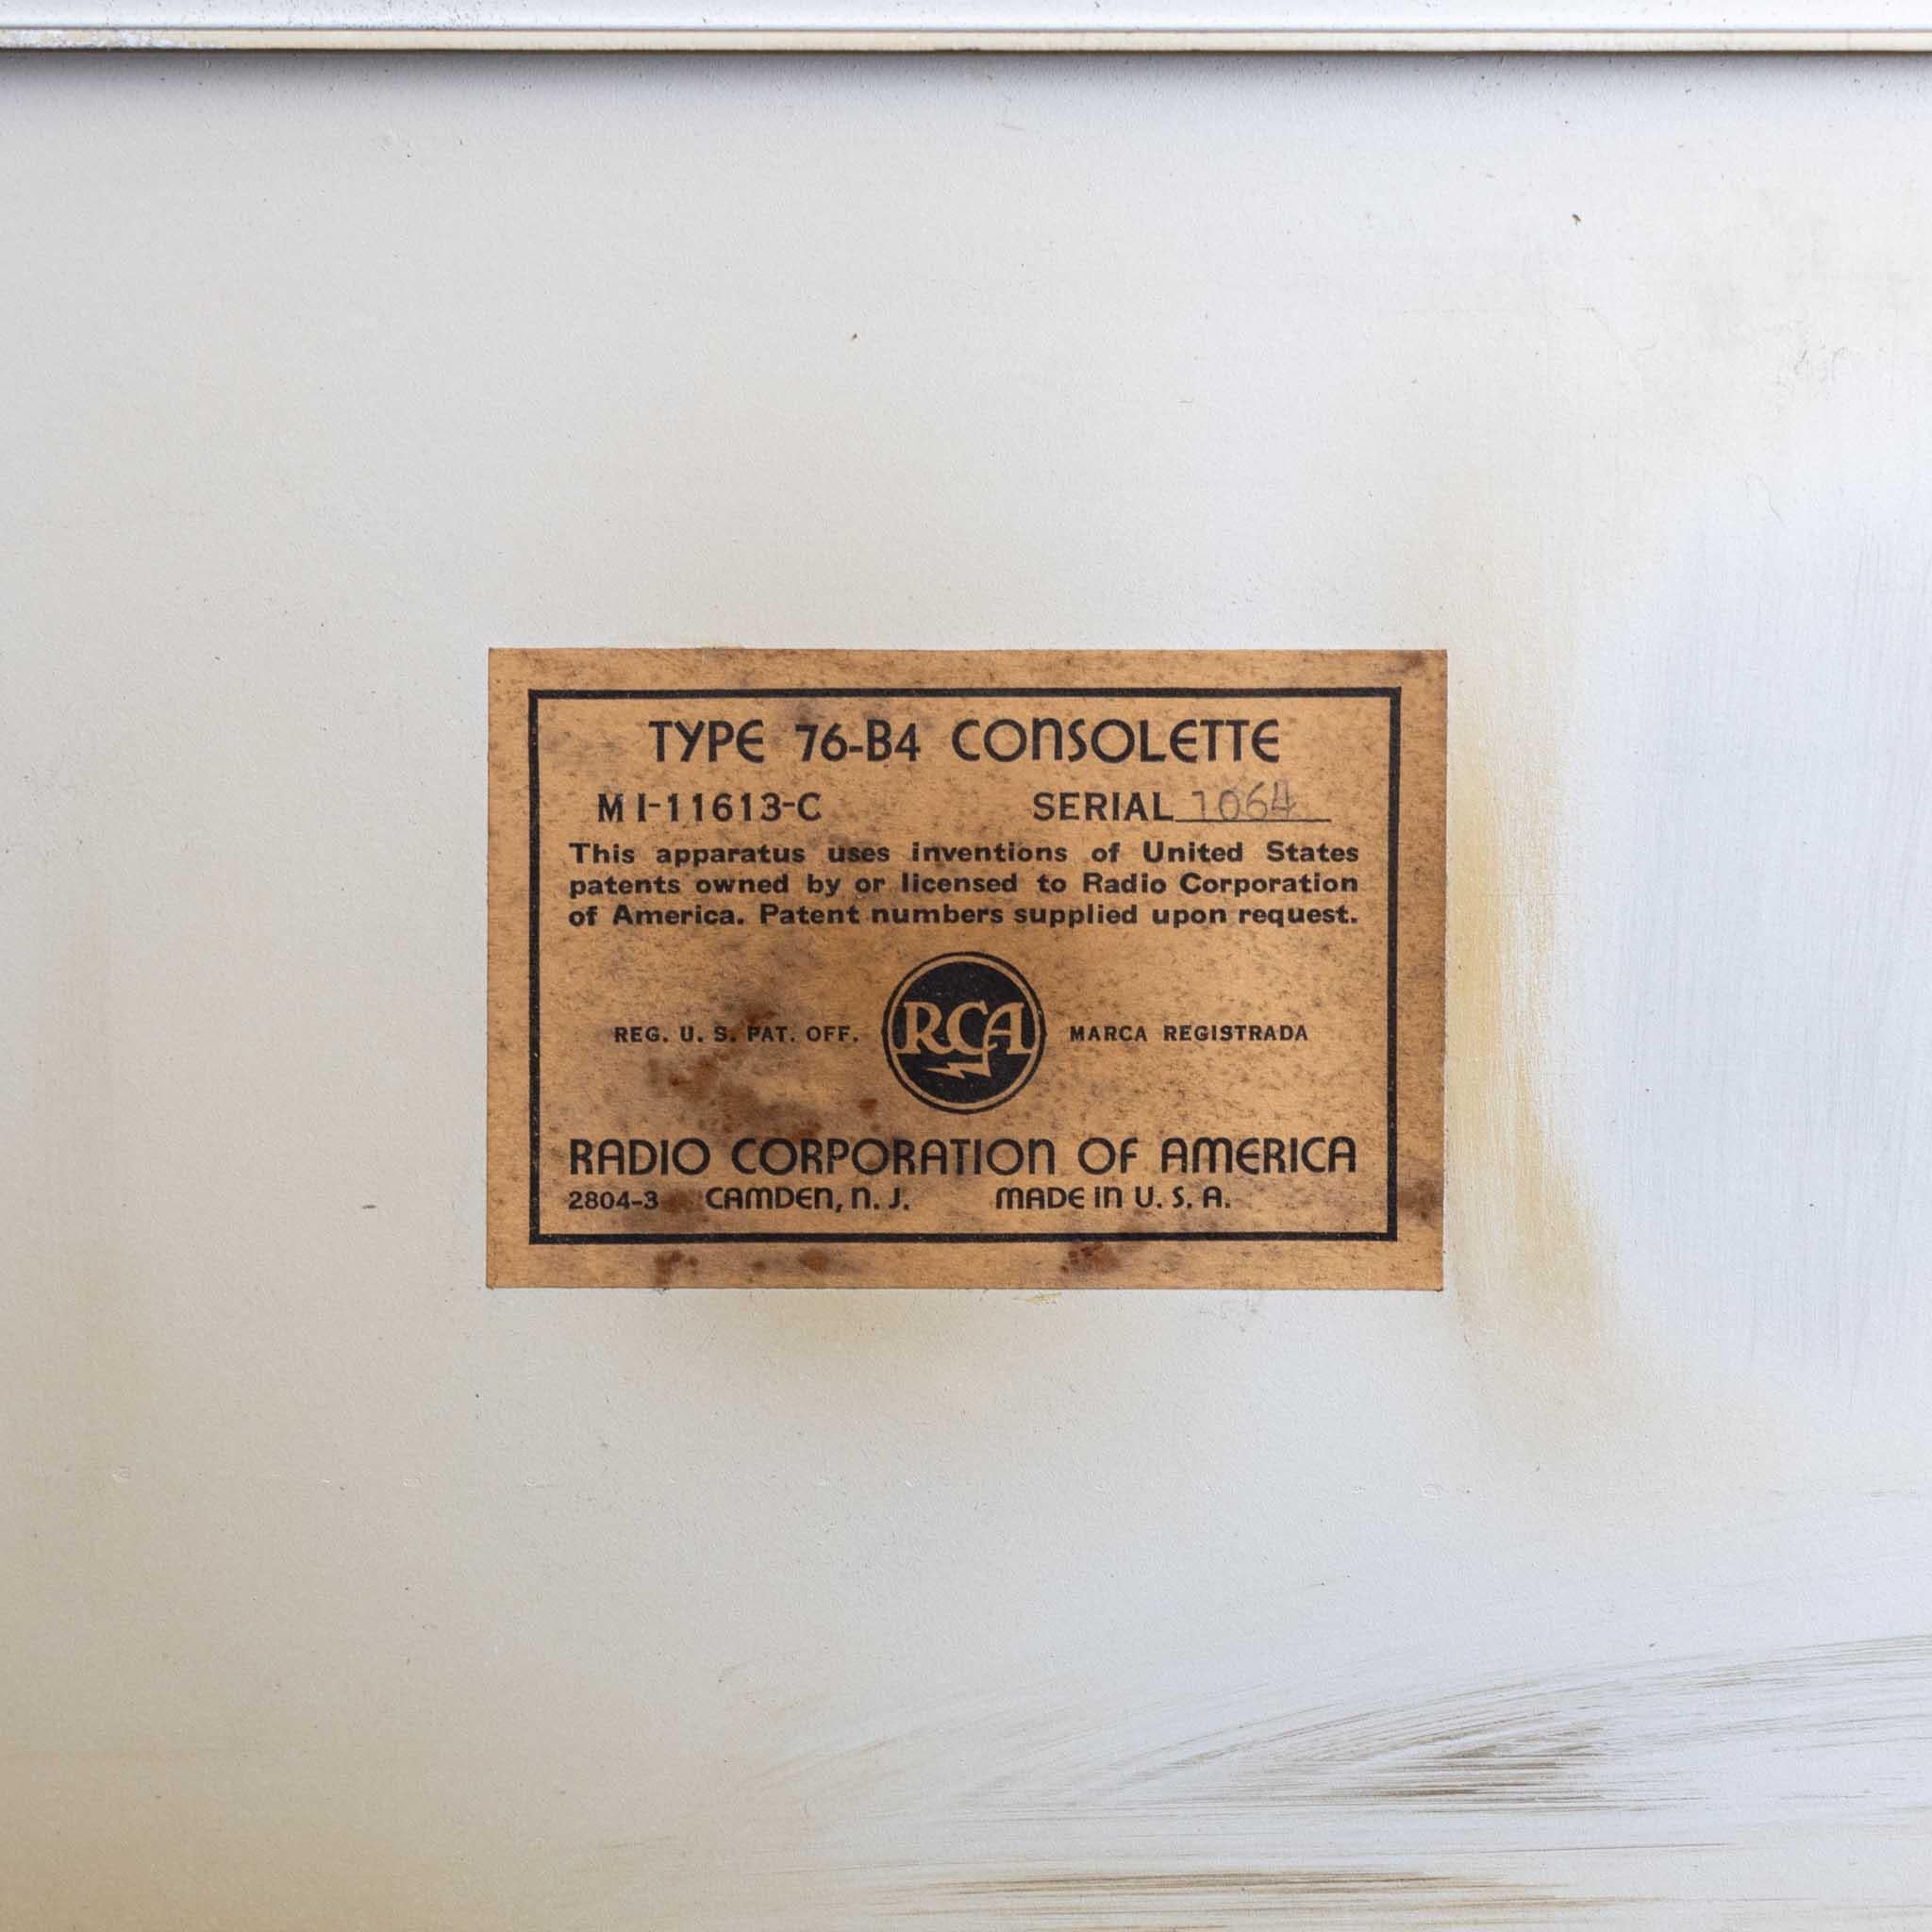 TYPE 76-B4 CONSOLETTE
MI-11613-C SERIAL 1064
This apparatus uses inventions of United States
patents owned by or licensed to Radio Corporation
of America. Patent numbers supplied upon request.
REG. U. S. PAT. OFF. RCA MARCA REGISTRADA
RADIO CORPORATION OF AMERICA
2804-3 CAMDEN, N. J. MADE IN U. S. A.